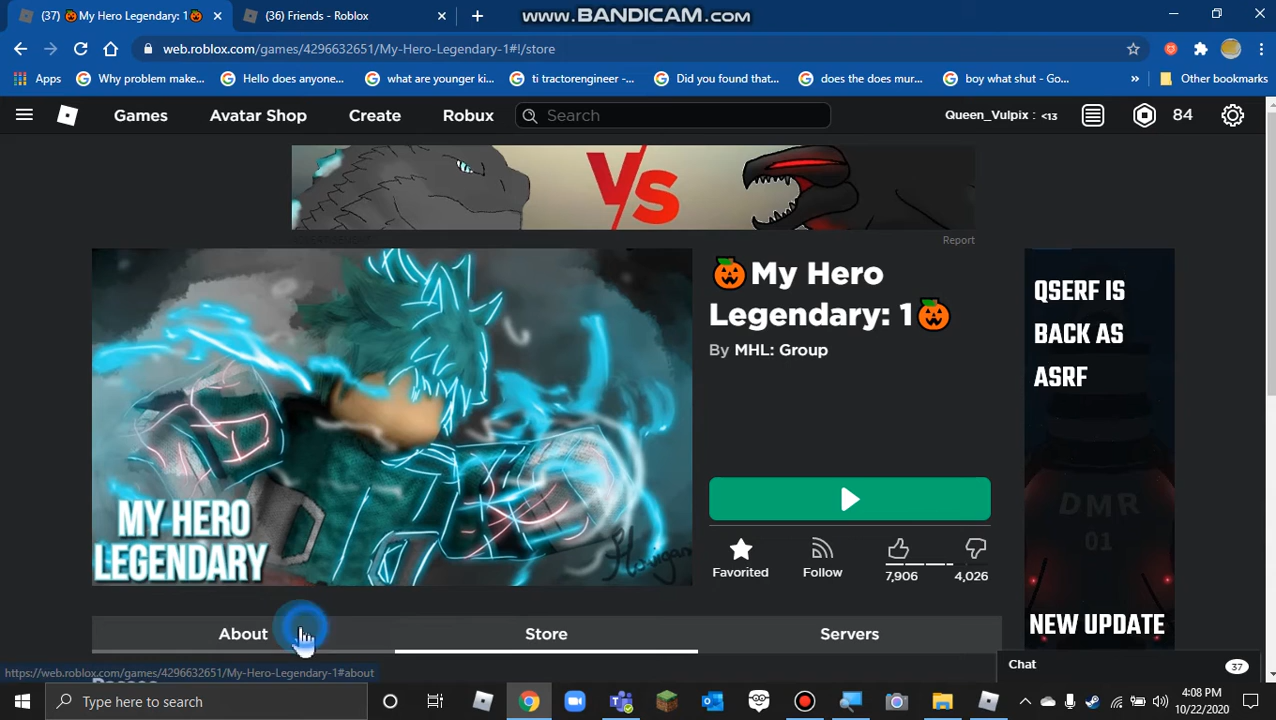 (37) 🎃My Hero Legendary: 1🎃
(36) Friends - Roblox
WWW.BANDICAM.COM
web.roblox.com/games/4296632651/My-Hero-Legendary-1#!/store
Apps
Why problem make...
Hello does anyone...
what are younger ki...
ti tractorengineer -...
Did you found that...
does the does mur...
boy what shut - Go...
»
Other bookmarks
Games
Avatar Shop
Create
Robux
Search
Queen_Vulpix : <13
84
VS
Report
🎃My Hero
Legendary: 1🎃
By MHL: Group
MY HERO
LEGENDARY
QSERF IS
BACK AS
ASRF
DMR
01
NEW UPDATE
Favorited
Follow
7,906
4,026
About
Store
Servers
https://web.roblox.com/games/4296632651/My-Hero-Legendary-1#about
Chat
37
Type here to search
4:08 PM
10/22/2020